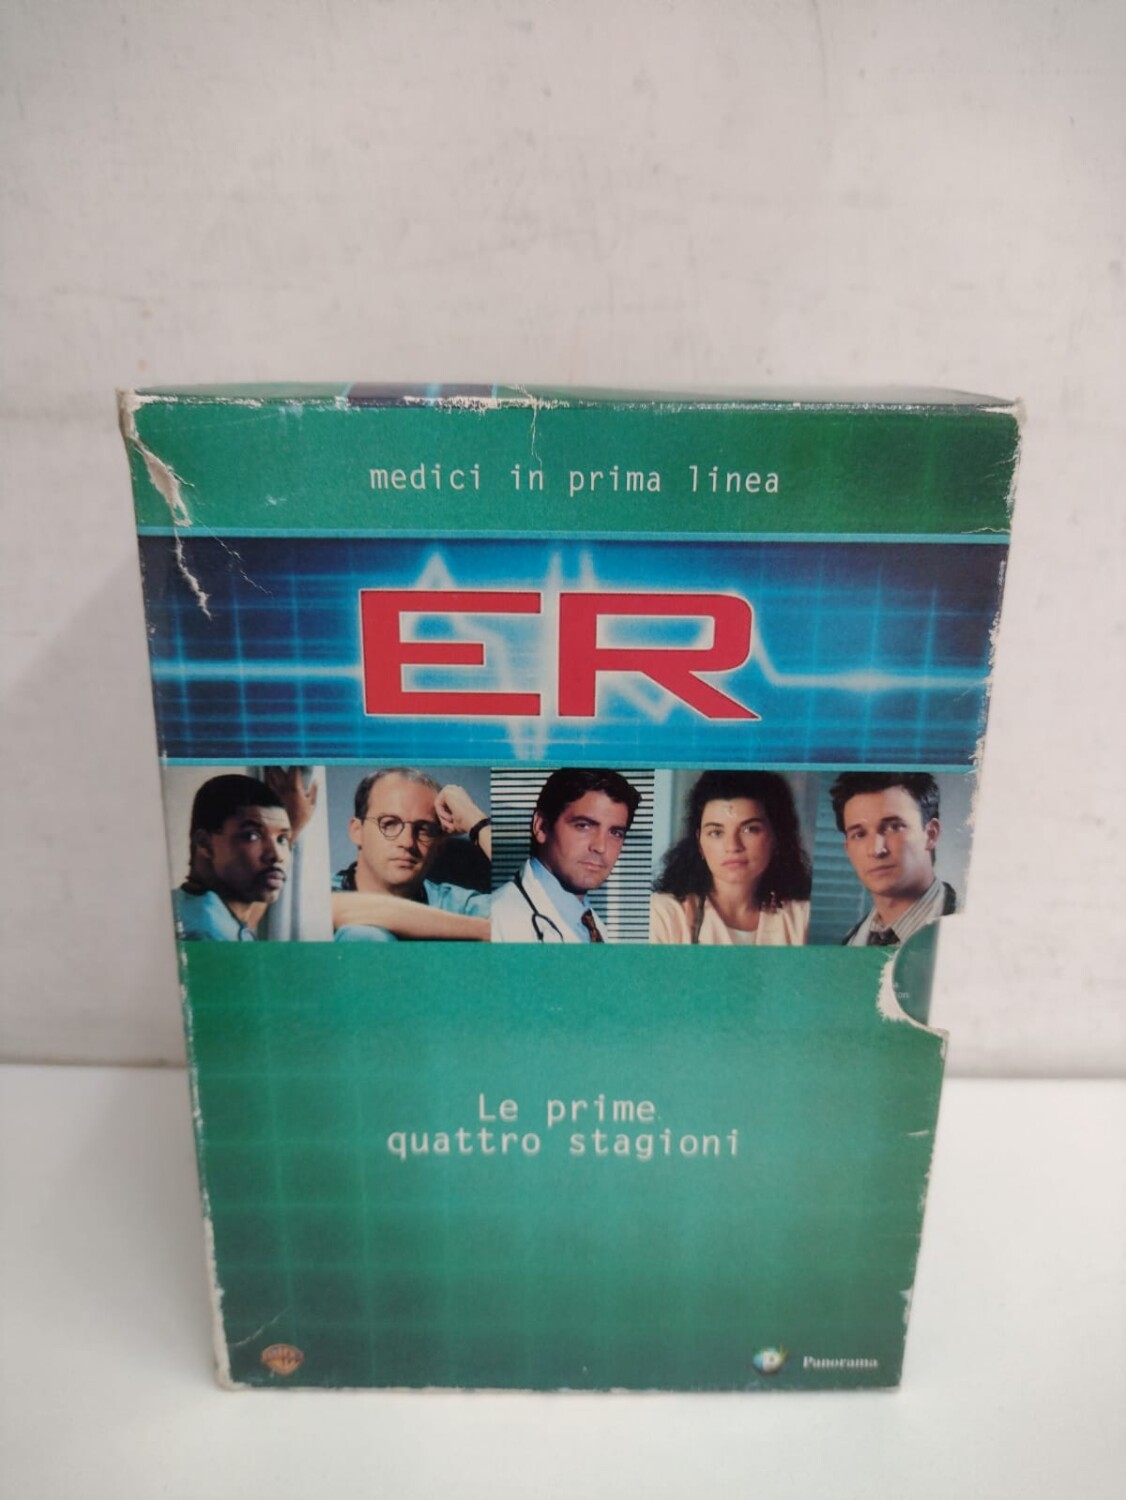 medici in prima linea
ER
Le prime
quattro stagioni
Panorama